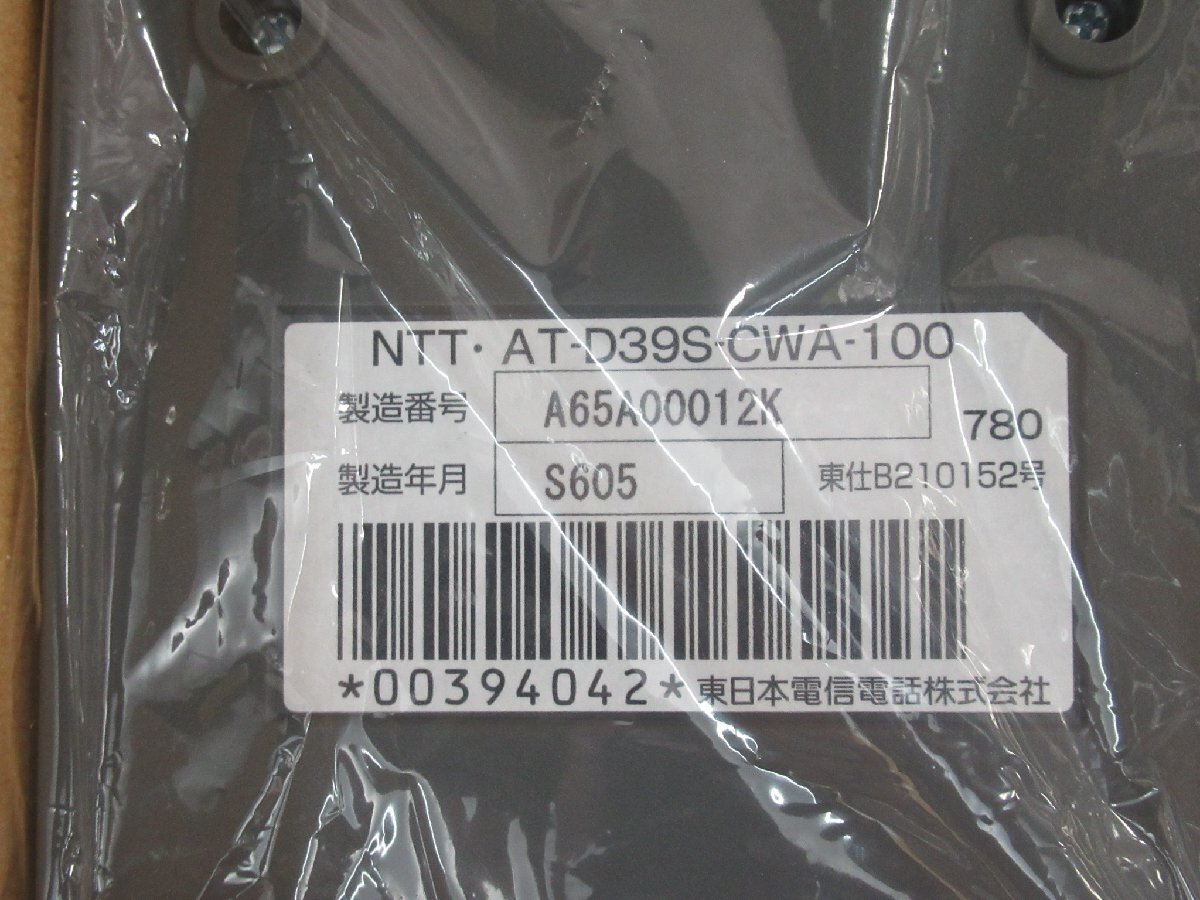 NTT・AT-D39S-CWA-100
製造番号 A65A00012K 780
製造年月 S605 東仕B210152号
*00394042* 東日本電信電話株式会社